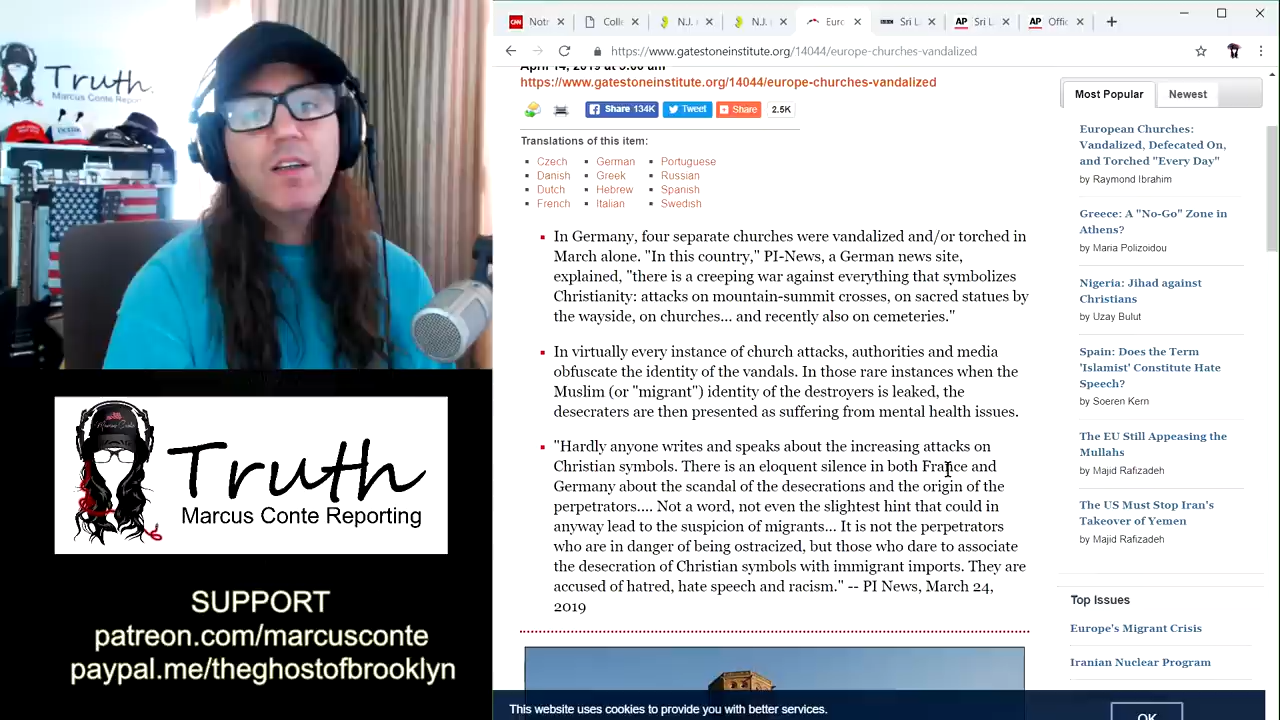 Truth
Marcus Conte Repor
Truth
Marcus Conte Reporting
SUPPORT
patreon.com/marcusconte
paypal.me/theghostofbrooklyn
CNN
Notr
Colle
N.J.
N.J.
Euro
BBC
Sri L
AP
Sri L
AP
Offic
https://www.gatestoneinstitute.org/14044/europe-churches-vandalized
https://www.gatestoneinstitute.org/14044/europe-churches-vandalized
Share 134K
Tweet
Share
2.5K
Translations of this item:
Czech
Danish
Dutch
French
German
Greek
Hebrew
Italian
Portuguese
Russian
Spanish
Swedish
In Germany, four separate churches were vandalized and/or torched in
March alone. "In this country," PI-News, a German news site,
explained, "there is a creeping war against everything that symbolizes
Christianity: attacks on mountain-summit crosses, on sacred statues by
the wayside, on churches... and recently also on cemeteries."
In virtually every instance of church attacks, authorities and media
obfuscate the identity of the vandals. In those rare instances when the
Muslim (or "migrant") identity of the destroyers is leaked, the
desecraters are then presented as suffering from mental health issues.
"Hardly anyone writes and speaks about the increasing attacks on
Christian symbols. There is an eloquent silence in both France and
Germany about the scandal of the desecrations and the origin of the
perpetrators.... Not a word, not even the slightest hint that could in
anyway lead to the suspicion of migrants... It is not the perpetrators
who are in danger of being ostracized, but those who dare to associate
the desecration of Christian symbols with immigrant imports. They are
accused of hatred, hate speech and racism." -- PI News, March 24,
2019
Most Popular
Newest
European Churches:
Vandalized, Defecated On,
and Torched "Every Day"
by Raymond Ibrahim
Greece: A "No-Go" Zone in
Athens?
by Maria Polizoidou
Nigeria: Jihad against
Christians
by Uzay Bulut
Spain: Does the Term
'Islamist' Constitute Hate
Speech?
by Soeren Kern
The EU Still Appeasing the
Mullahs
by Majid Rafizadeh
The US Must Stop Iran's
Takeover of Yemen
by Majid Rafizadeh
Top Issues
Europe's Migrant Crisis
Iranian Nuclear Program
This website uses cookies to provide you with better services.
OK